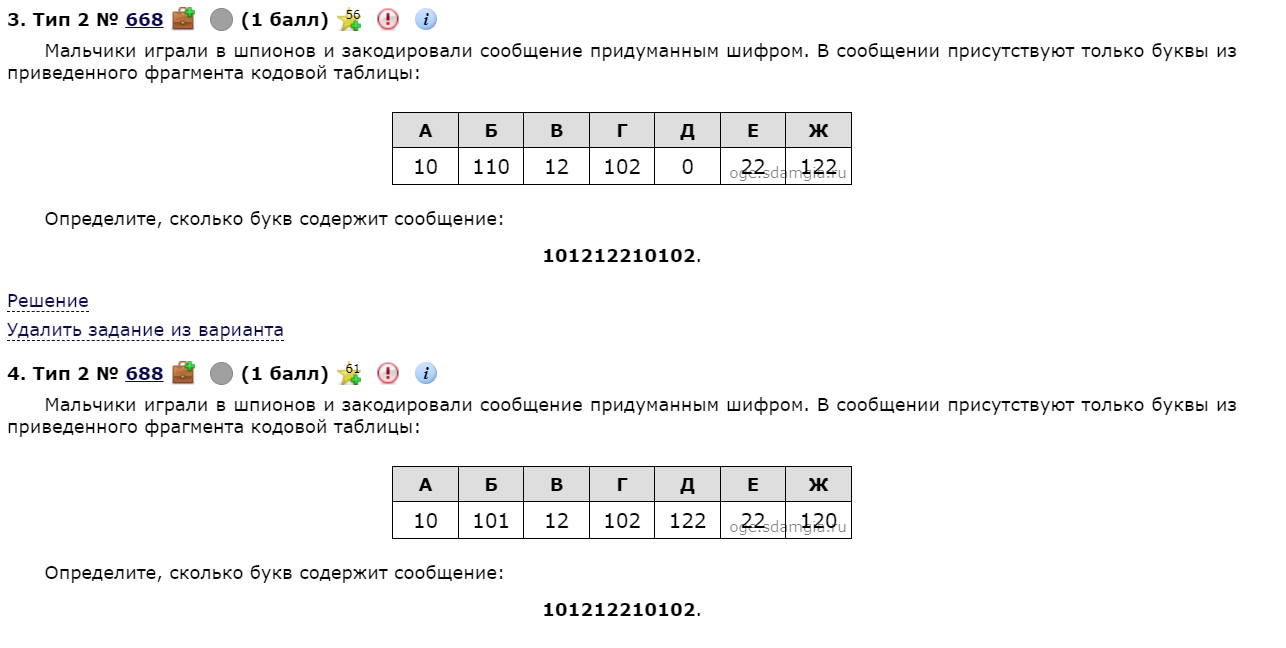 3. Тип 2 № 668 (1 балл) 56
Мальчики играли в шпионов и закодировали сообщение придуманным шифром. В сообщении присутствуют только буквы из
приведенного фрагмента кодовой таблицы:
А Б В Г Д Е Ж
10 110 12 102 0 22 122
oge.sdamgia.ru
Определите, сколько букв содержит сообщение:
101212210102.
Решение
Удалить задание из варианта
4. Тип 2 № 688 (1 балл) 61
Мальчики играли в шпионов и закодировали сообщение придуманным шифром. В сообщении присутствуют только буквы из
приведенного фрагмента кодовой таблицы:
А Б В Г Д Е Ж
10 101 12 102 122 22 120
oge.sdamgia.ru
Определите, сколько букв содержит сообщение:
101212210102.